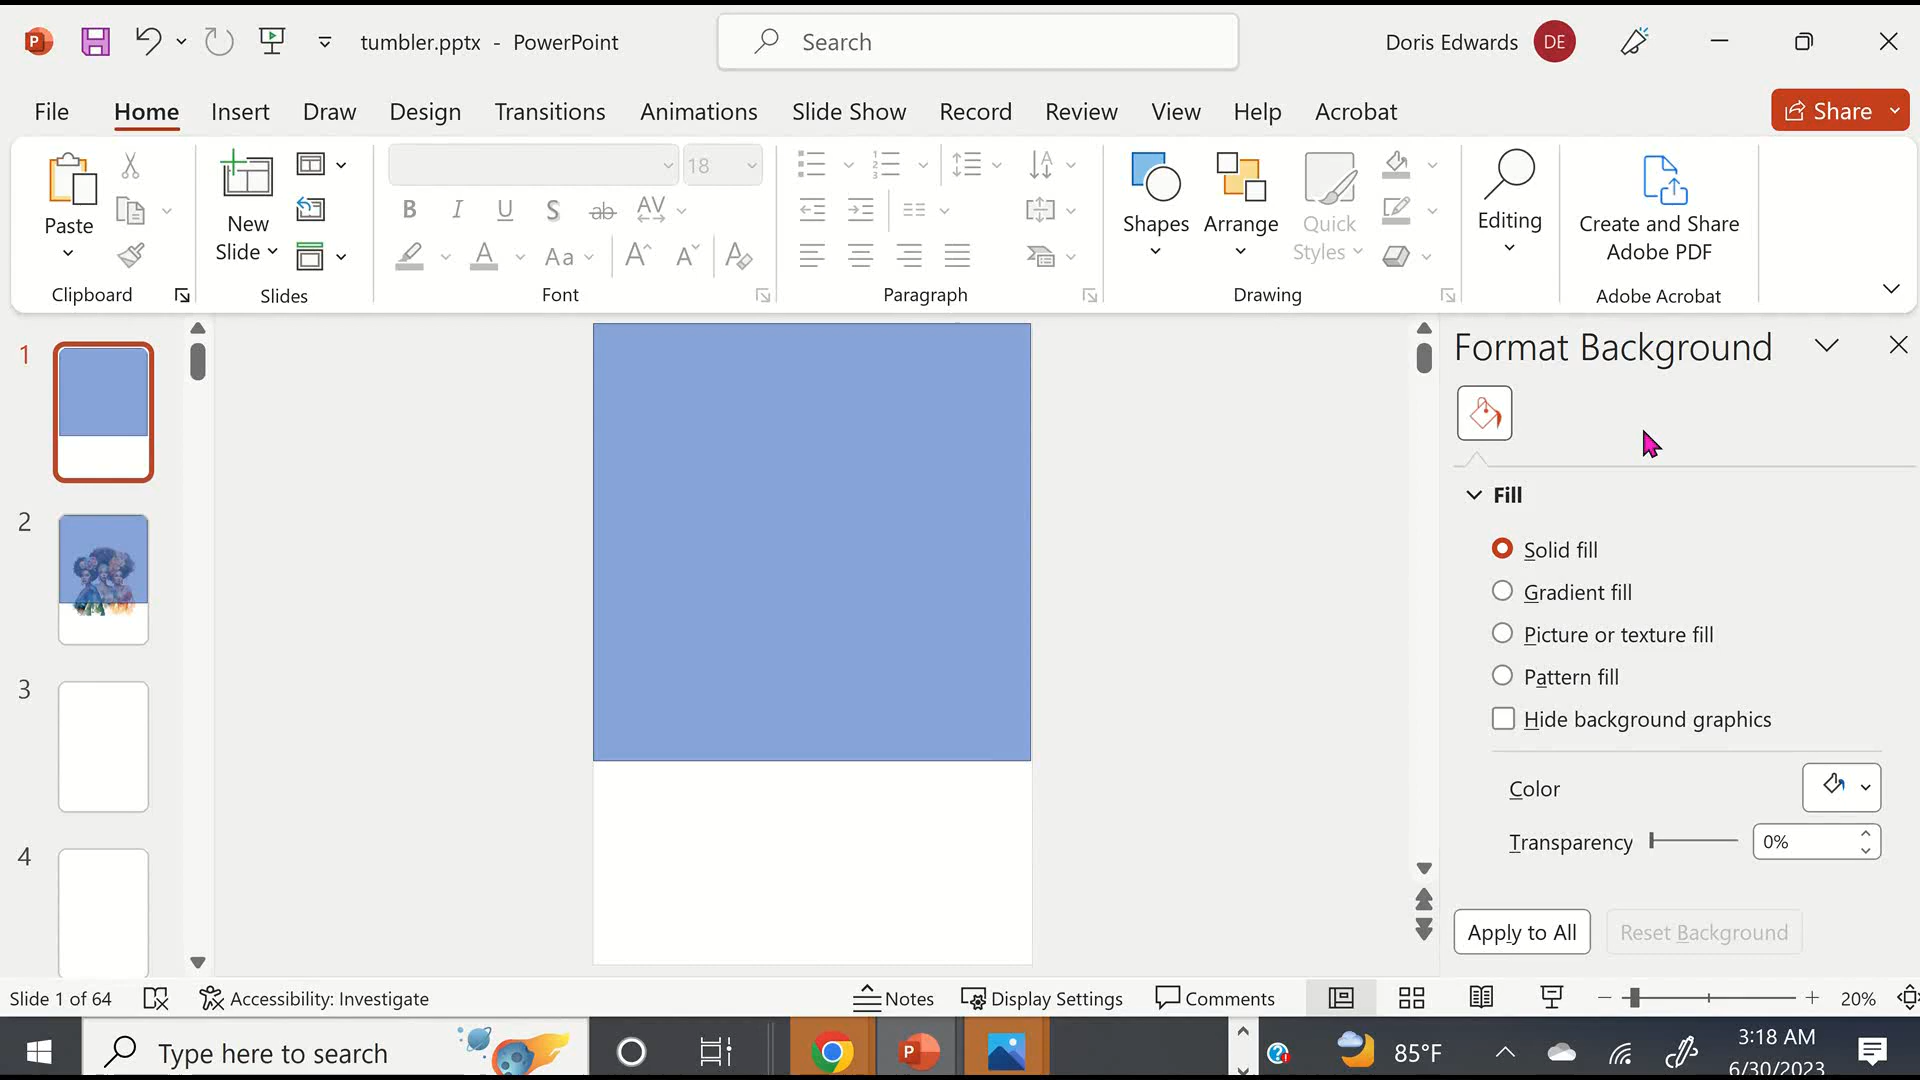 tumbler.pptx - PowerPoint
Search
Doris Edwards DE
File Home Insert Draw Design Transitions Animations Slide Show Record Review View Help Acrobat
Share
Paste
New
Slide
18
Shapes
Arrange
Quick
Styles
Editing
Create and Share
Adobe PDF
Clipboard
Slides
Font
Paragraph
Drawing
Adobe Acrobat
1
2
3
4
Format Background
Fill
Solid fill
Gradient fill
Picture or texture fill
Pattern fill
Hide background graphics
Color
Transparency 0%
Apply to All Reset Background
Slide 1 of 64 Accessibility: Investigate Notes Display Settings Comments 20%
Type here to search
85°F
3:18 AM
6/30/2023